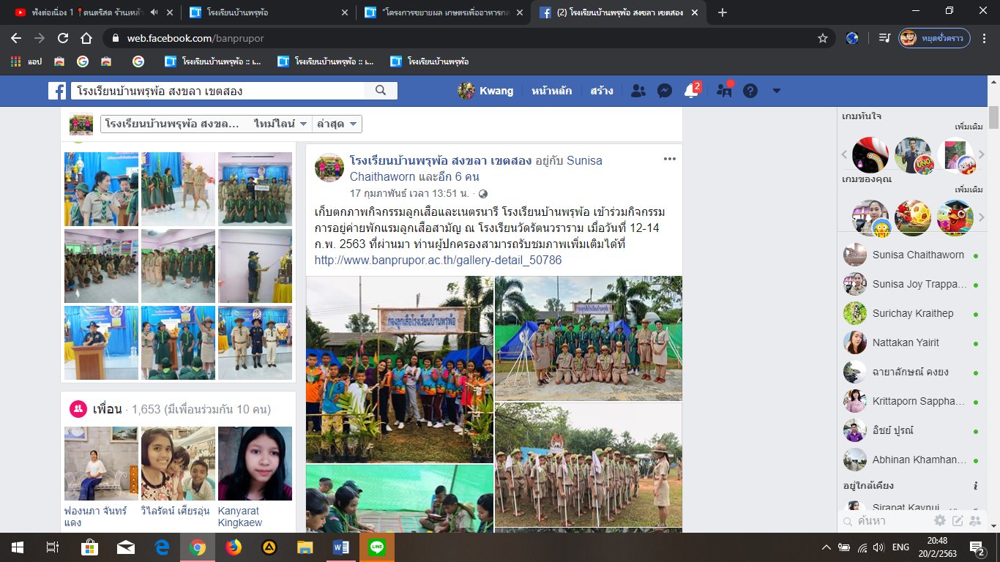 ฟังต่อเนื่อง 1 📍ดนตรีสด ร้านเหล้า
โรงเรียนบ้านพรุพ้อ
"โครงการขยายผล เกษตรเพื่ออาหารกล
(2) โรงเรียนบ้านพรุพ้อ สงขลา เขตสอง
web.facebook.com/banprupor
หยุดชั่วคราว
แอป
โรงเรียนบ้านพรุพ้อ :: เ...
โรงเรียนบ้านพรุพ้อ :: เ...
โรงเรียนบ้านพรุพ้อ
โรงเรียนบ้านพรุพ้อ สงขลา เขตสอง
Kwang
หน้าหลัก
สร้าง
2
โรงเรียนบ้านพรุพ้อ สงขล...
ไทม์ไลน์
ล่าสุด
โรงเรียนบ้านพรุพ้อ สงขลา เขตสอง อยู่กับ Sunisa
Chaithaworn และอีก 6 คน
17 กุมภาพันธ์ เวลา 13:51 น. ·
เก็บตกภาพกิจกรรมลูกเสือและเนตรนารี โรงเรียนบ้านพรุพ้อ เข้าร่วมกิจกรรม
การอยู่ค่ายพักแรมลูกเสือสามัญ ณ โรงเรียนวัดรัตนวราราม เมื่อวันที่ 12-14
ก.พ. 2563 ที่ผ่านมา ท่านผู้ปกครองสามารถรับชมภาพเพิ่มเติมได้ที่
http://www.banprupor.ac.th/gallery-detail_50786
กองลูกเสือโรงเรียนบ้านพรุพ้อ
กองลูกเสือโรงเรียนบ้านพรุพ้อ
เพื่อน · 1,653 (มีเพื่อนร่วมกัน 10 คน)
ฟองนภา จันทร์
แดง
วิไลรัตน์ เศียรอุ่น
Kanyarat
Kingkaew
เกมทันใจ
เพิ่มเติม
UNO
เกมของคุณ
เพิ่มเติม
Sunisa Chaithaworn
Sunisa Joy Trappa...
Surichay Kraithep
Nattakan Yairit
ฉายาลักษณ์ คงยง
Krittaporn Sappha...
อิชย์ ปูรณ์
Abhinan Khamhan...
อยู่ใกล้เคียง
Sirapat Kaynui
ค้นหา
ENG
20:48
20/2/2563
2